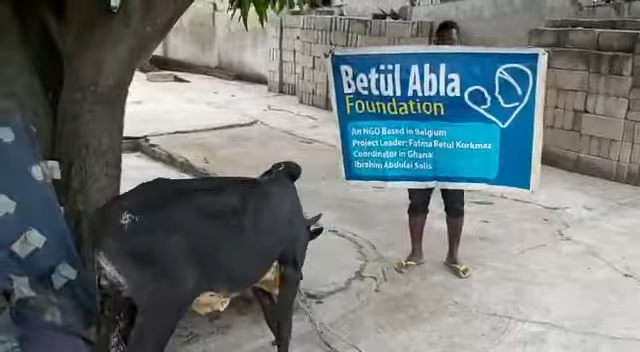 Betül Abla
Foundation
An NGO Based in Belgium
Project Leader: Fatma Betul Korkmaz
Coordinator in Ghana:
Ibrahim Abdulai Salis